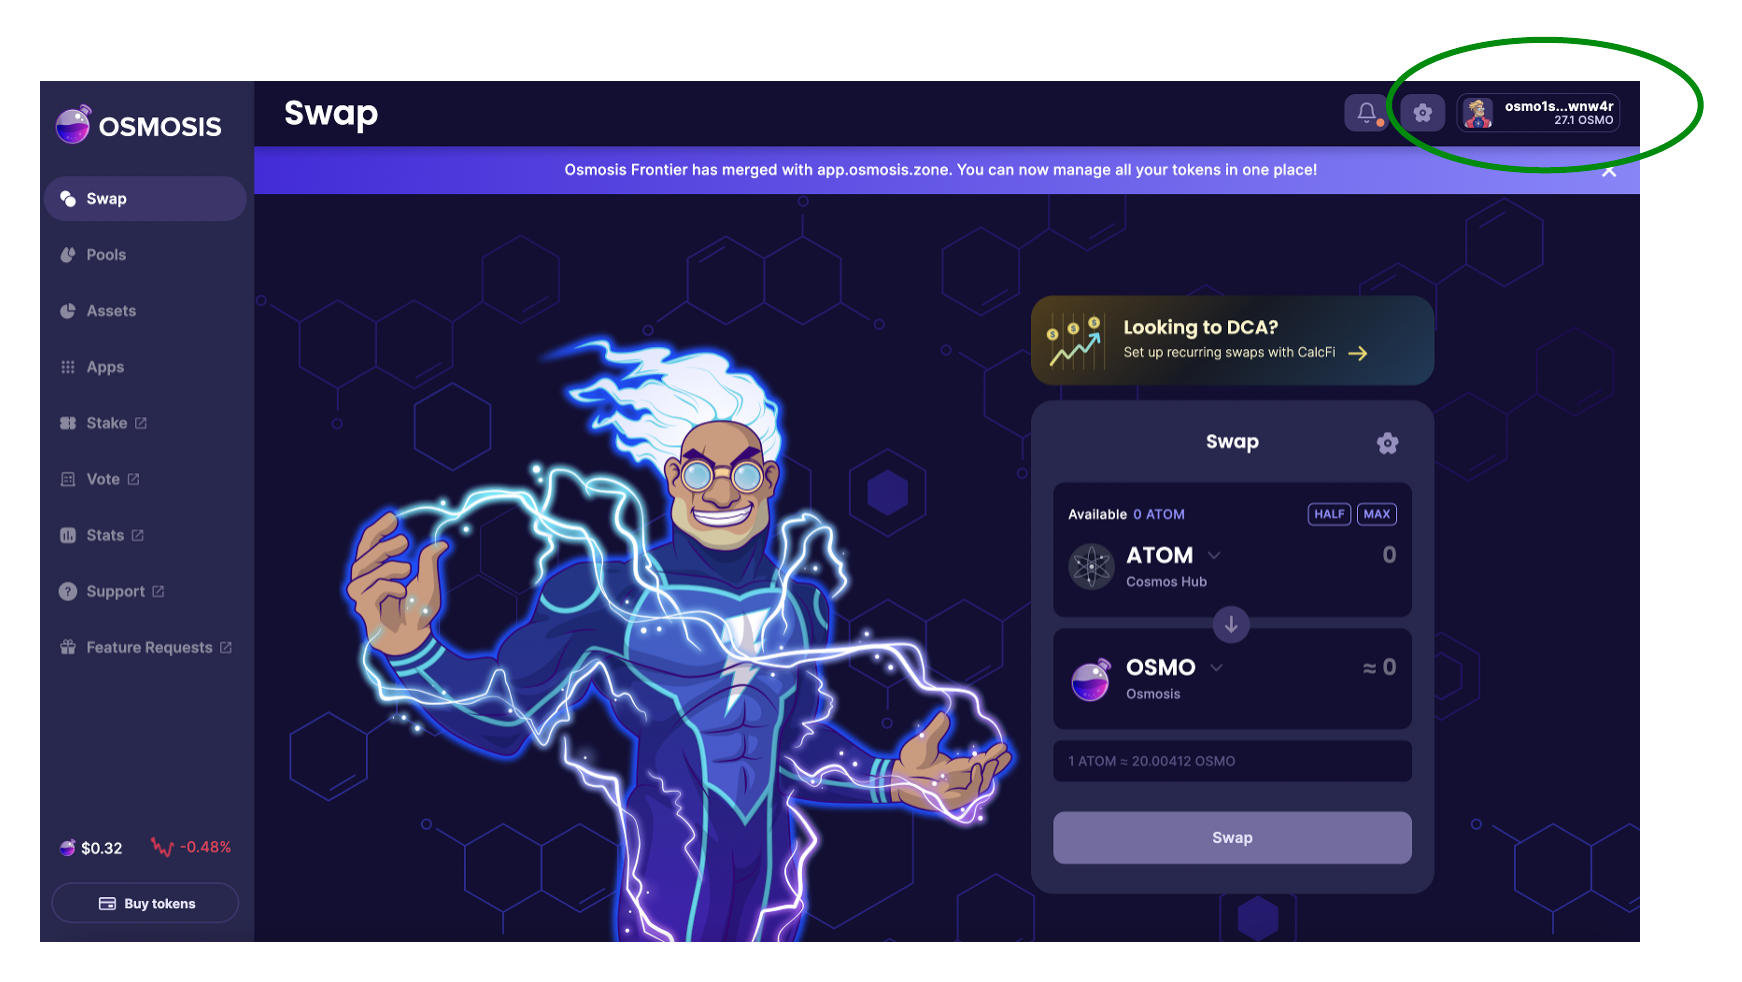 OSMOSIS
Swap
Pools
Assets
Apps
Stake
Vote
Stats
Support
Feature Requests
$0.32 -0.48%
Buy tokens
Swap
osmo1s...wnw4r
27.1 OSMO
Osmosis Frontier has merged with app.osmosis.zone. You can now manage all your tokens in one place!
Looking to DCA?
Set up recurring swaps with CalcFi
Swap
Available 0 ATOM HALF MAX
ATOM 0
Cosmos Hub
OSMO ≈ 0
Osmosis
1 ATOM ≈ 20.00412 OSMO
Swap